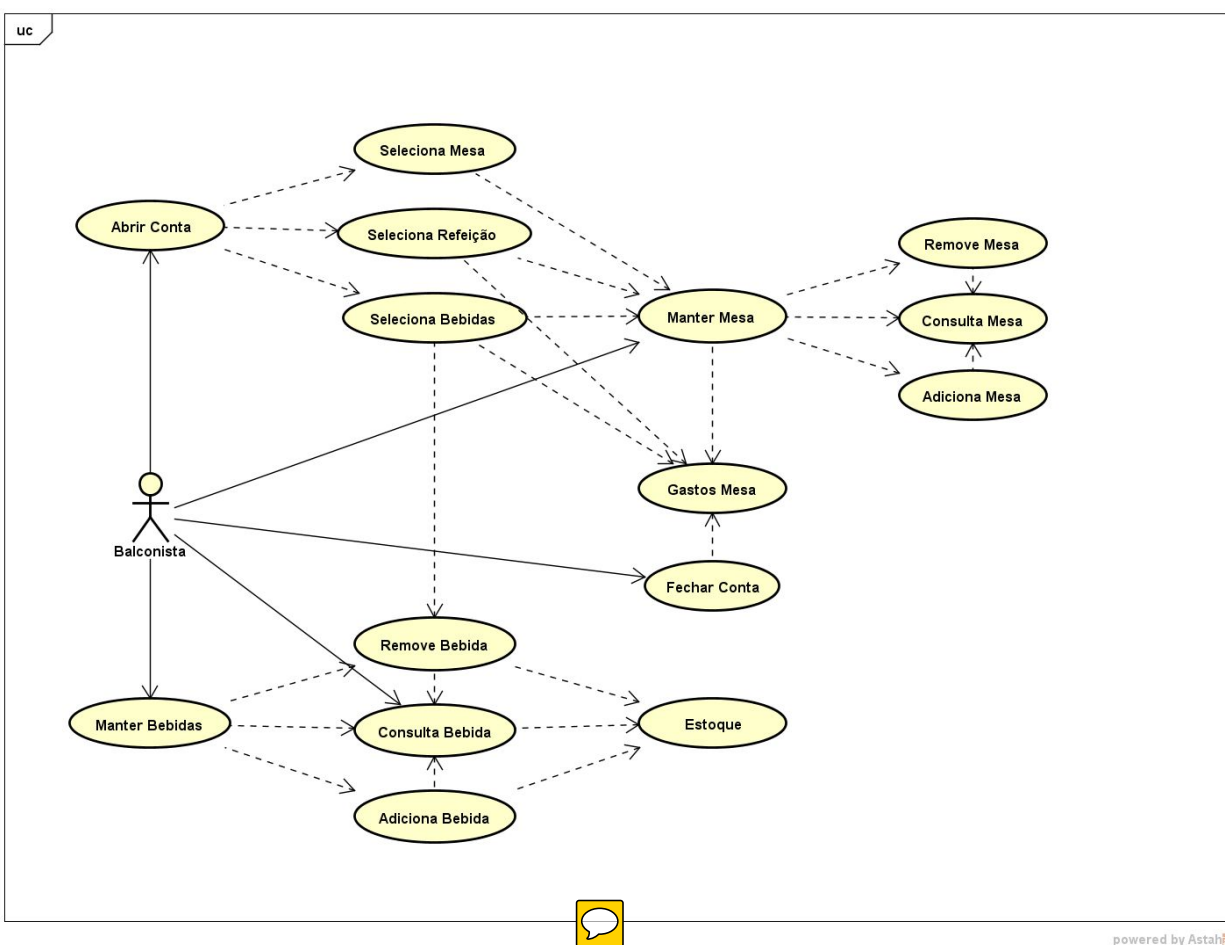 uc
Seleciona Mesa
Abrir Conta
Seleciona Refeição
Remove Mesa
Seleciona Bebidas
Manter Mesa
Consulta Mesa
Adiciona Mesa
Gastos Mesa
Balconista
Fechar Conta
Remove Bebida
Manter Bebidas
Consulta Bebida
Estoque
Adiciona Bebida
powered by Astah